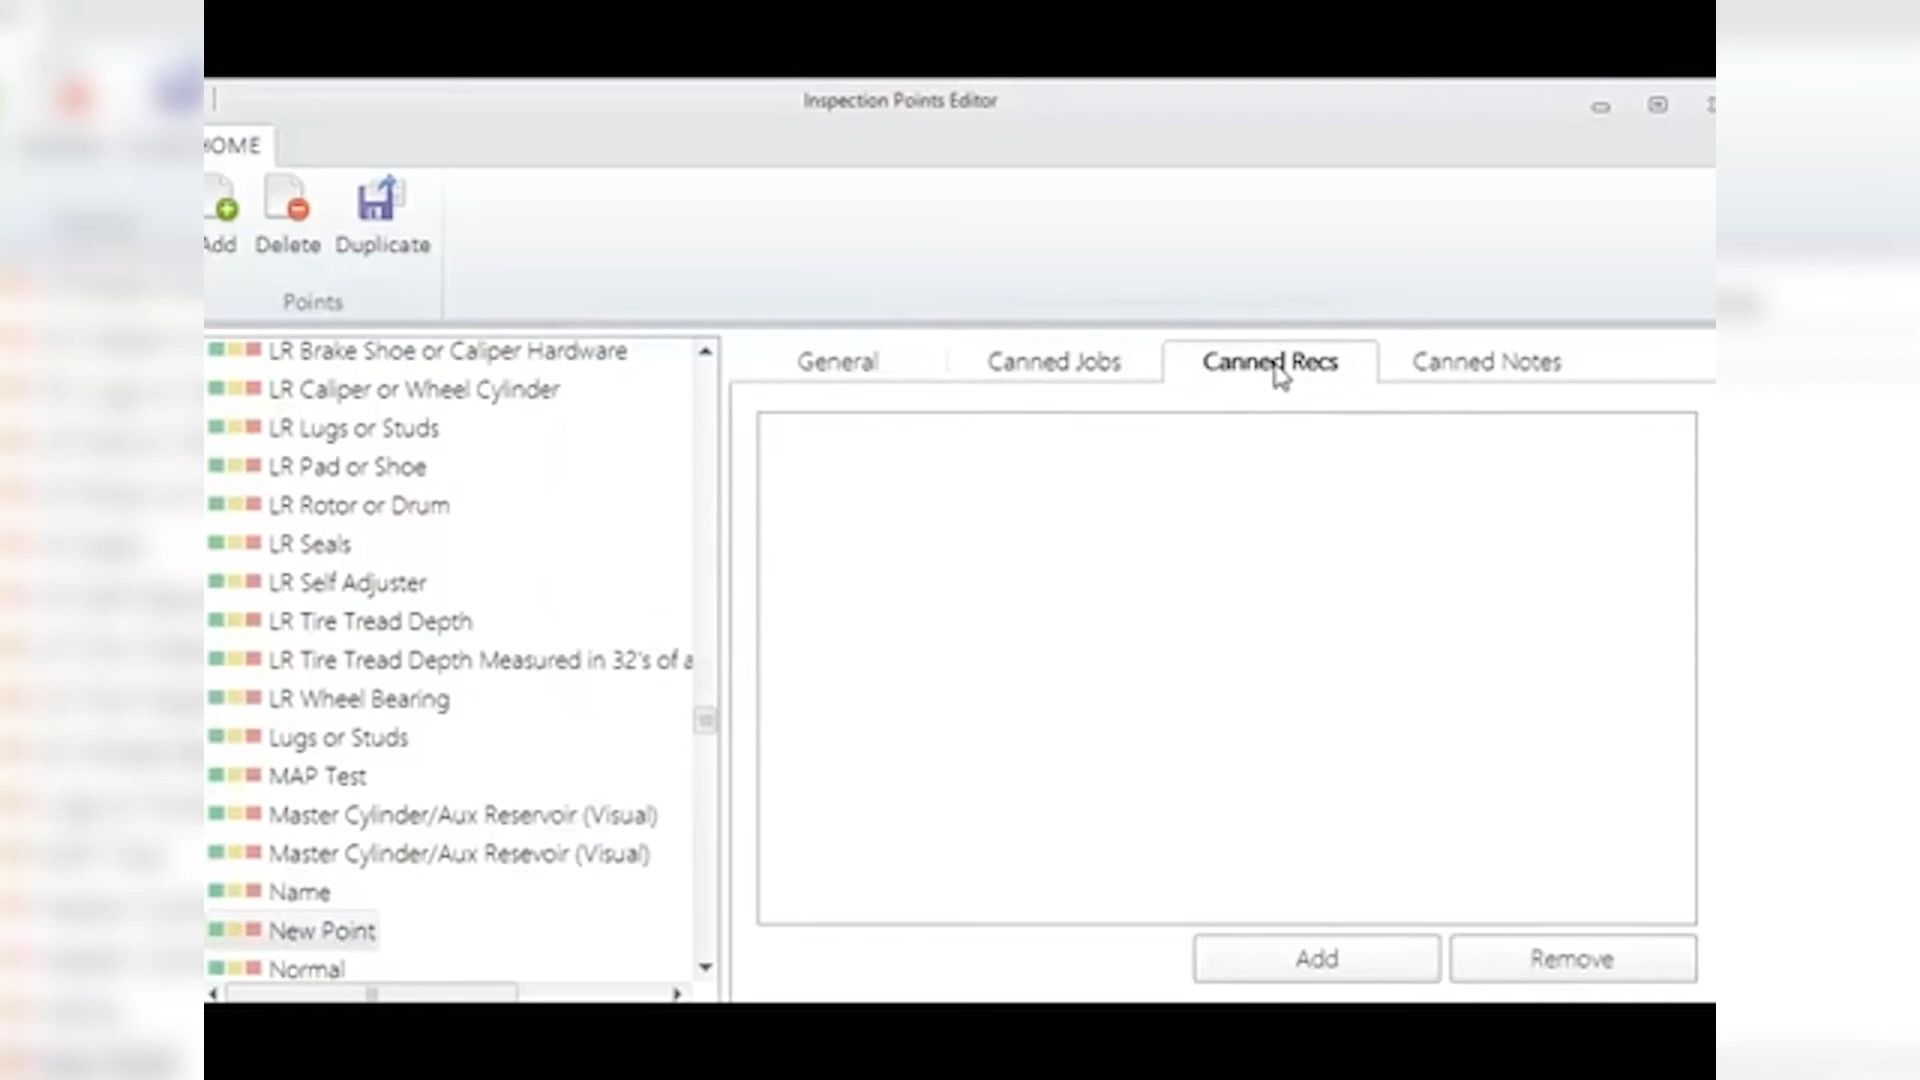 Inspection Points Editor
HOME
Add Delete Duplicate
Points
LR Brake Shoe or Caliper Hardware
LR Caliper or Wheel Cylinder
LR Lugs or Studs
LR Pad or Shoe
LR Rotor or Drum
LR Seals
LR Self Adjuster
LR Tire Tread Depth
LR Tire Tread Depth Measured in 32's of a
LR Wheel Bearing
Lugs or Studs
MAP Test
Master Cylinder/Aux Reservoir (Visual)
Master Cylinder/Aux Resevoir (Visual)
Name
New Point
Normal
General Canned Jobs Canned Recs Canned Notes
Add Remove